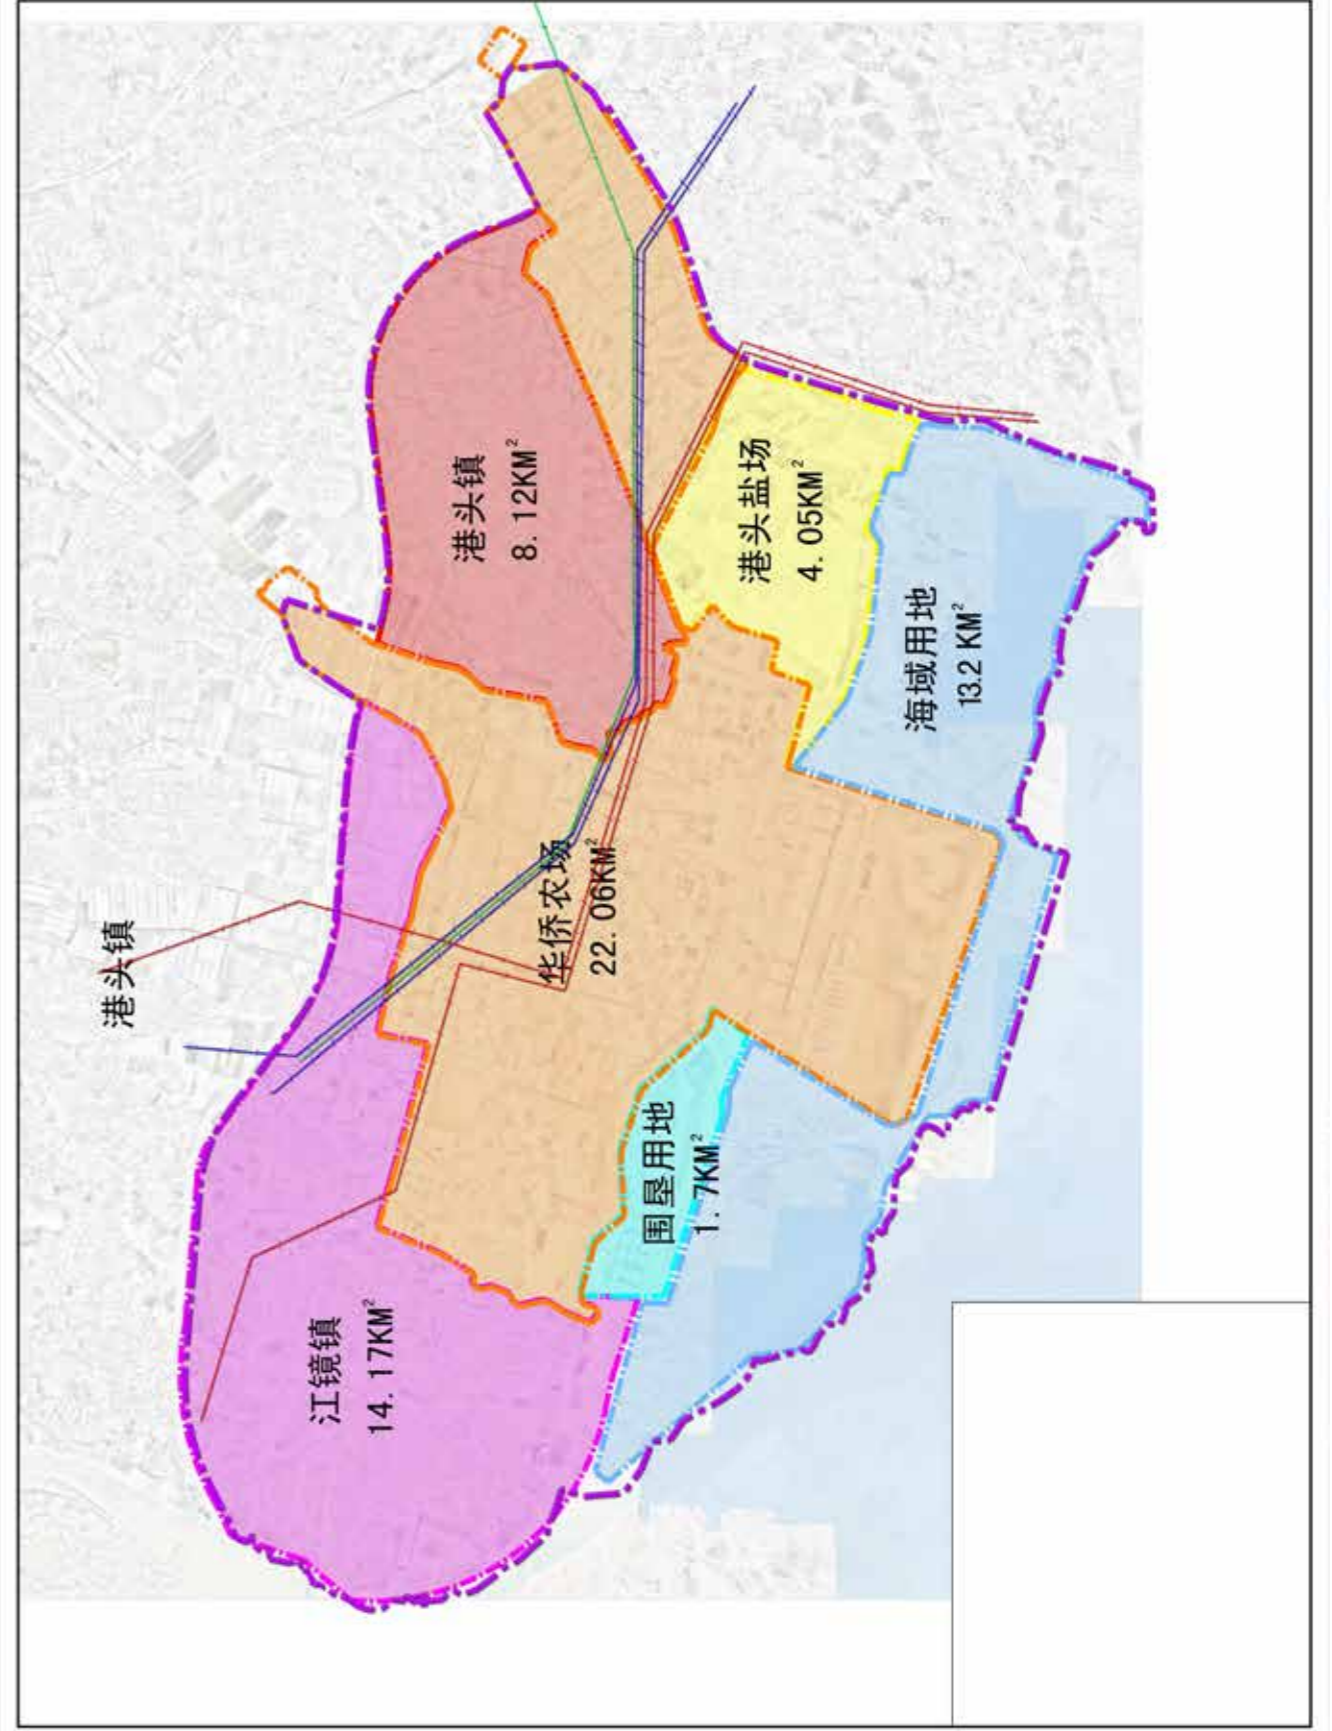 港头镇
江镜镇
14. 17KM²
华侨农场
22. 06KM²
港头镇
8. 12KM²
围垦用地
1. 7KM²
港头盐场
4. 05KM²
海域用地
13.2 KM²